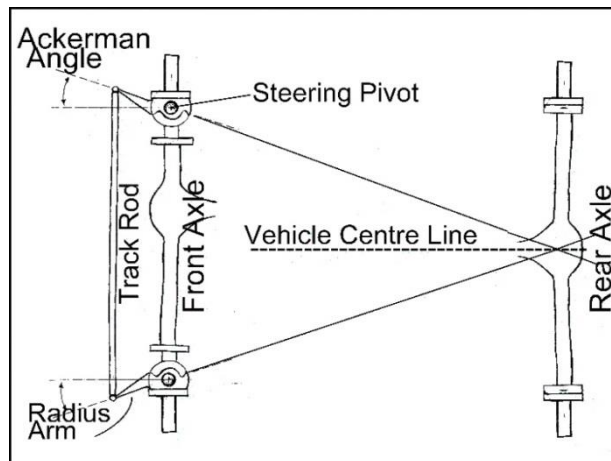 Ackerman
Angle
Steering Pivot
Track Rod
Front Axle
Vehicle Centre Line
Rear Axle
Radius
Arm